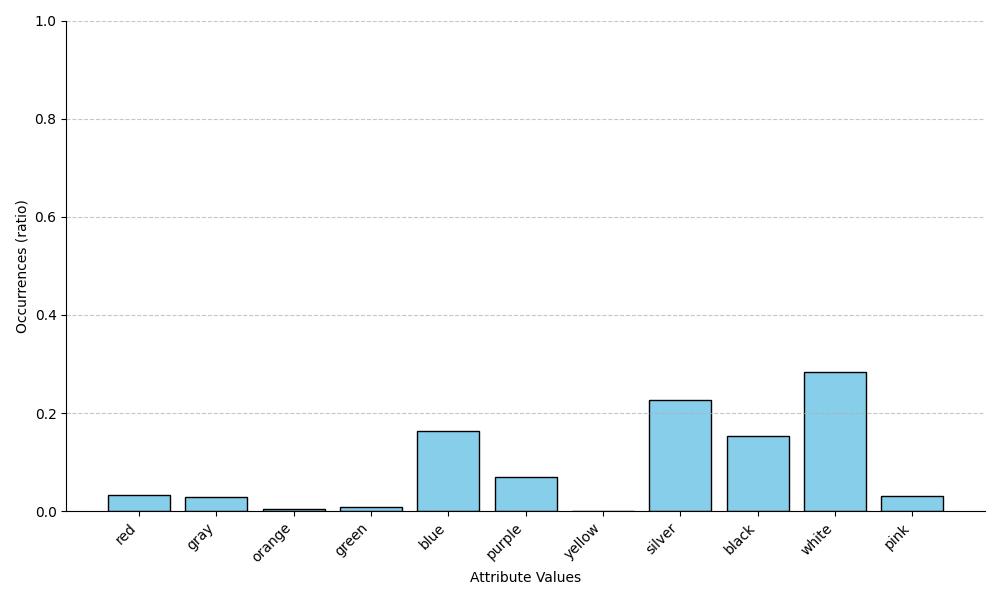 1.0
0.8
0.6
0.4
0.2
0.0
Occurrences (ratio)
red
gray
orange
green
blue
purple
yellow
silver
black
white
pink
Attribute Values